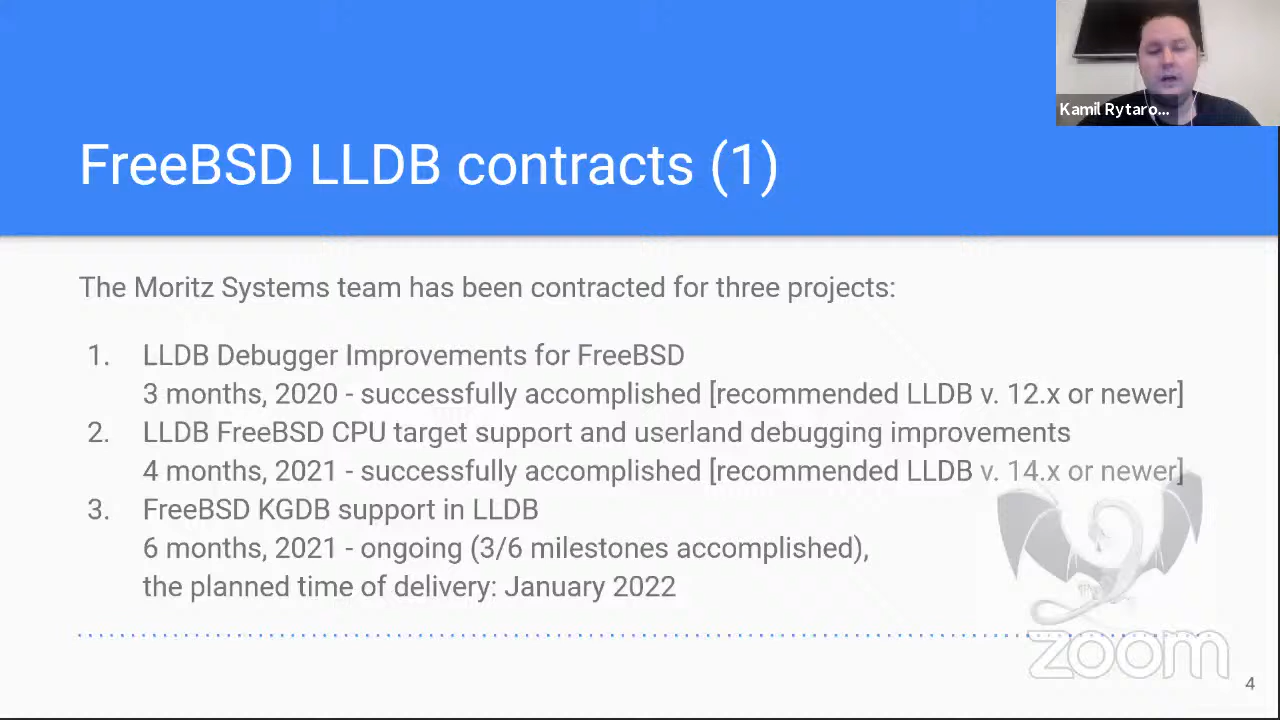 Kamil Rytaro...
FreeBSD LLDB contracts (1)
The Moritz Systems team has been contracted for three projects:
1. LLDB Debugger Improvements for FreeBSD
3 months, 2020 - successfully accomplished [recommended LLDB v. 12.x or newer]
2. LLDB FreeBSD CPU target support and userland debugging improvements
4 months, 2021 - successfully accomplished [recommended LLDB v. 14.x or newer]
3. FreeBSD KGDB support in LLDB
6 months, 2021 - ongoing (3/6 milestones accomplished),
the planned time of delivery: January 2022
zoom
4